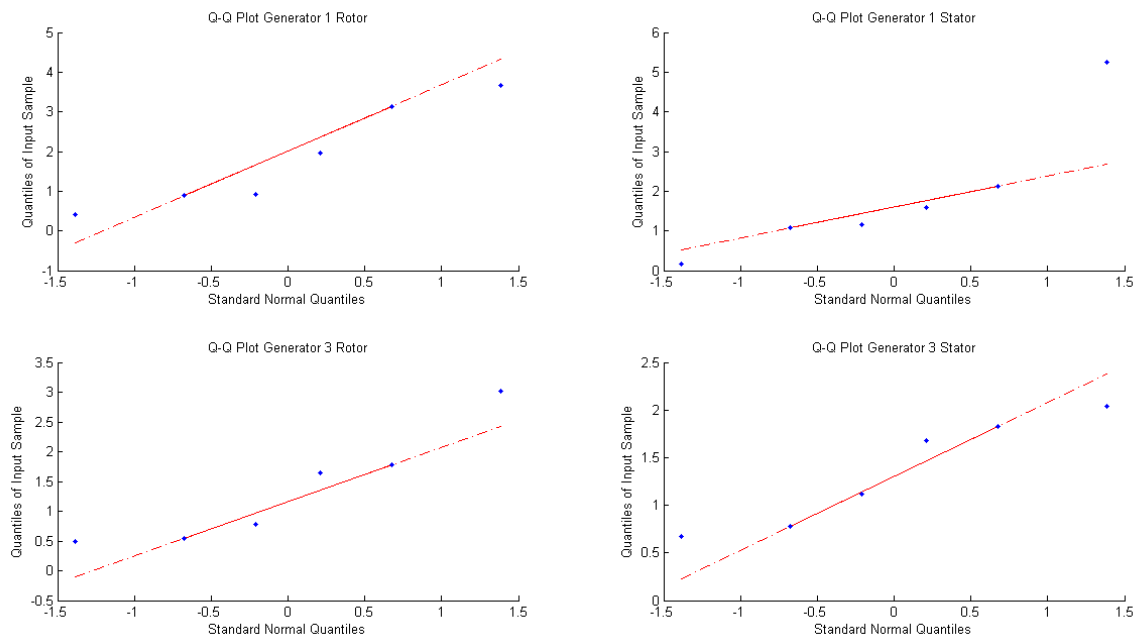 Q-Q Plot Generator 1 Rotor
5
4
3
2
1
0
-1
Quantiles of Input Sample
-1.5 -1 -0.5 0 0.5 1 1.5
Standard Normal Quantiles
Q-Q Plot Generator 1 Stator
6
5
4
3
2
1
0
Quantiles of Input Sample
-1.5 -1 -0.5 0 0.5 1 1.5
Standard Normal Quantiles
Q-Q Plot Generator 3 Rotor
3.5
3
2.5
2
1.5
1
0.5
0
-0.5
Quantiles of Input Sample
-1.5 -1 -0.5 0 0.5 1 1.5
Standard Normal Quantiles
Q-Q Plot Generator 3 Stator
2.5
2
1.5
1
0.5
0
Quantiles of Input Sample
-1.5 -1 -0.5 0 0.5 1 1.5
Standard Normal Quantiles